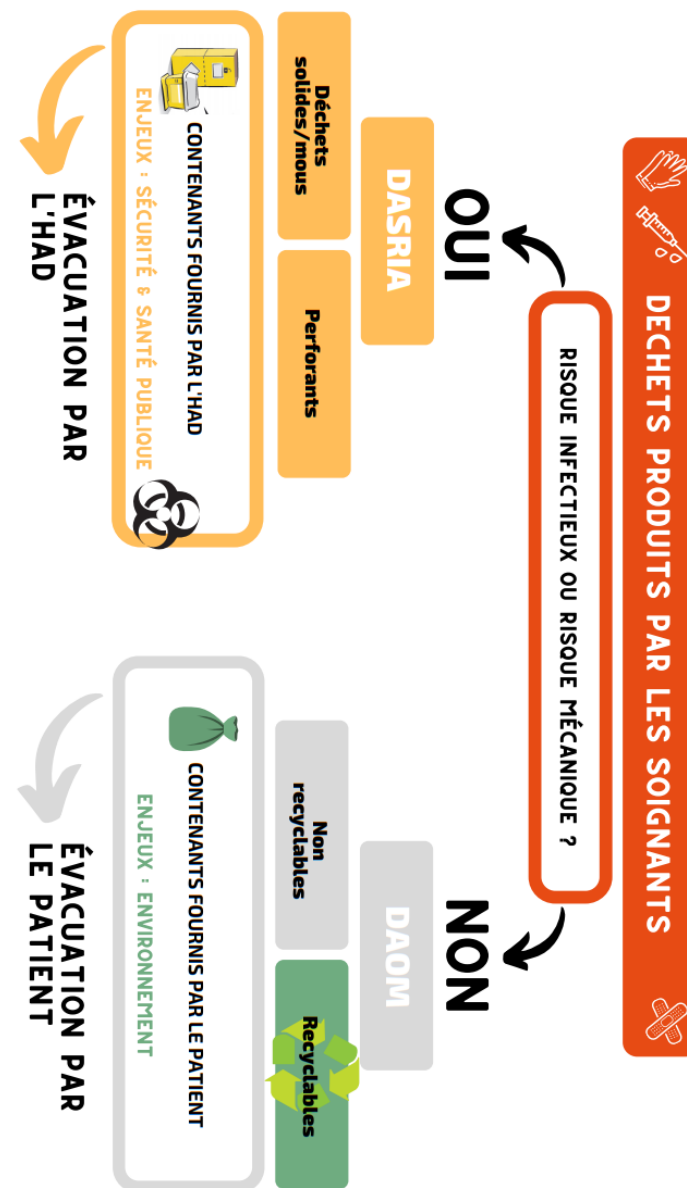 DECHETS PRODUITS PAR LES SOIGNANTS
RISQUE INFECTIEUX OU RISQUE MÉCANIQUE ?
OUI
DASRIA
Déchets
solides/mous
Perforants
CONTENANTS FOURNIS PAR L'HAD
ENJEUX : SÉCURITÉ & SANTÉ PUBLIQUE
ÉVACUATION PAR
L'HAD
NON
DAOM
Non
recyclables
Recyclables
CONTENANTS FOURNIS PAR LE PATIENT
ENJEUX : ENVIRONNEMENT
ÉVACUATION PAR
LE PATIENT